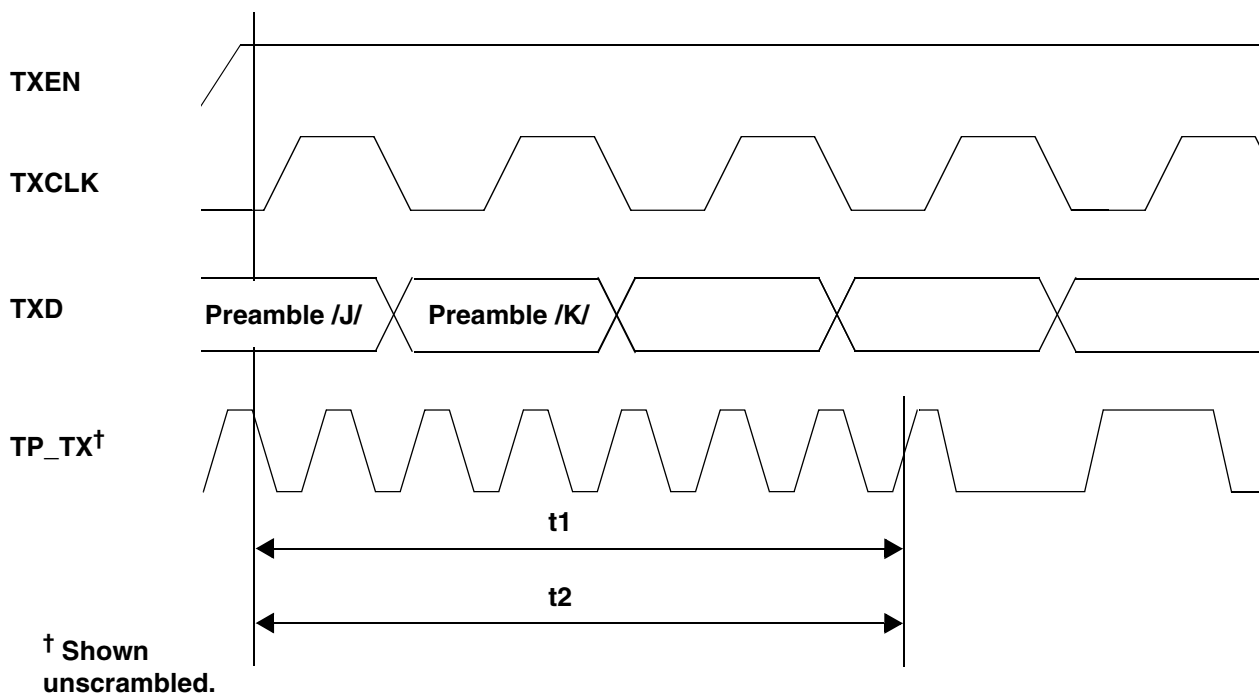 TXEN
TXCLK
TXD
Preamble /J/
Preamble /K/
TP_TX†
t1
t2
† Shown
unscrambled.